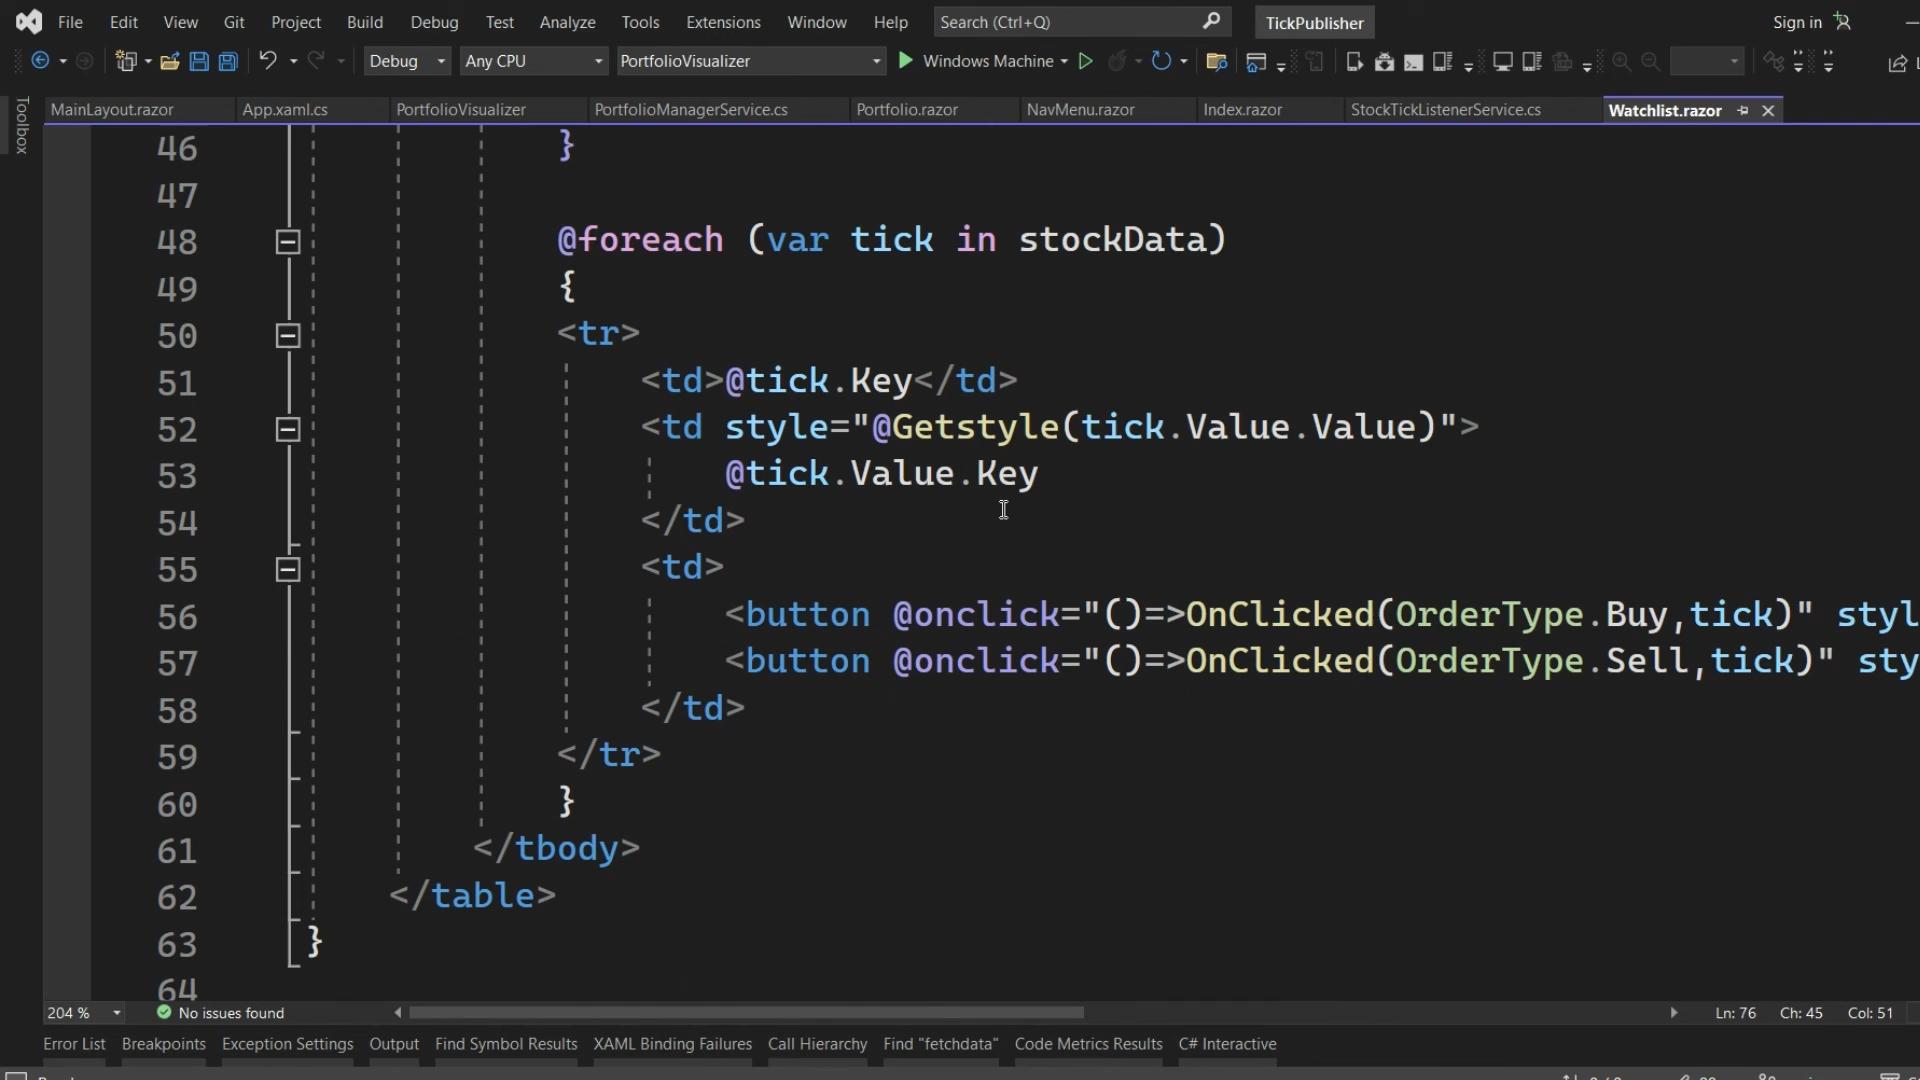 File Edit View Git Project Build Debug Test Analyze Tools Extensions Window Help Search (Ctrl+Q) TickPublisher Sign in
Debug Any CPU PortfolioVisualizer Windows Machine
Toolbox
MainLayout.razor App.xaml.cs PortfolioVisualizer PortfolioManagerService.cs Portfolio.razor NavMenu.razor Index.razor StockTickListenerService.cs Watchlist.razor
46 }
47
48 @foreach (var tick in stockData)
49 {
50 <tr>
51 <td>@tick.Key</td>
52 <td style="@Getstyle(tick.Value.Value)">
53 @tick.Value.Key
54 </td>
55 <td>
56 <button @onclick="()=>OnClicked(OrderType.Buy,tick)" styl
57 <button @onclick="()=>OnClicked(OrderType.Sell,tick)" sty
58 </td>
59 </tr>
60 }
61 </tbody>
62 </table>
63 }
64
204 % No issues found Ln: 76 Ch: 45 Col: 51
Error List Breakpoints Exception Settings Output Find Symbol Results XAML Binding Failures Call Hierarchy Find "fetchdata" Code Metrics Results C# Interactive